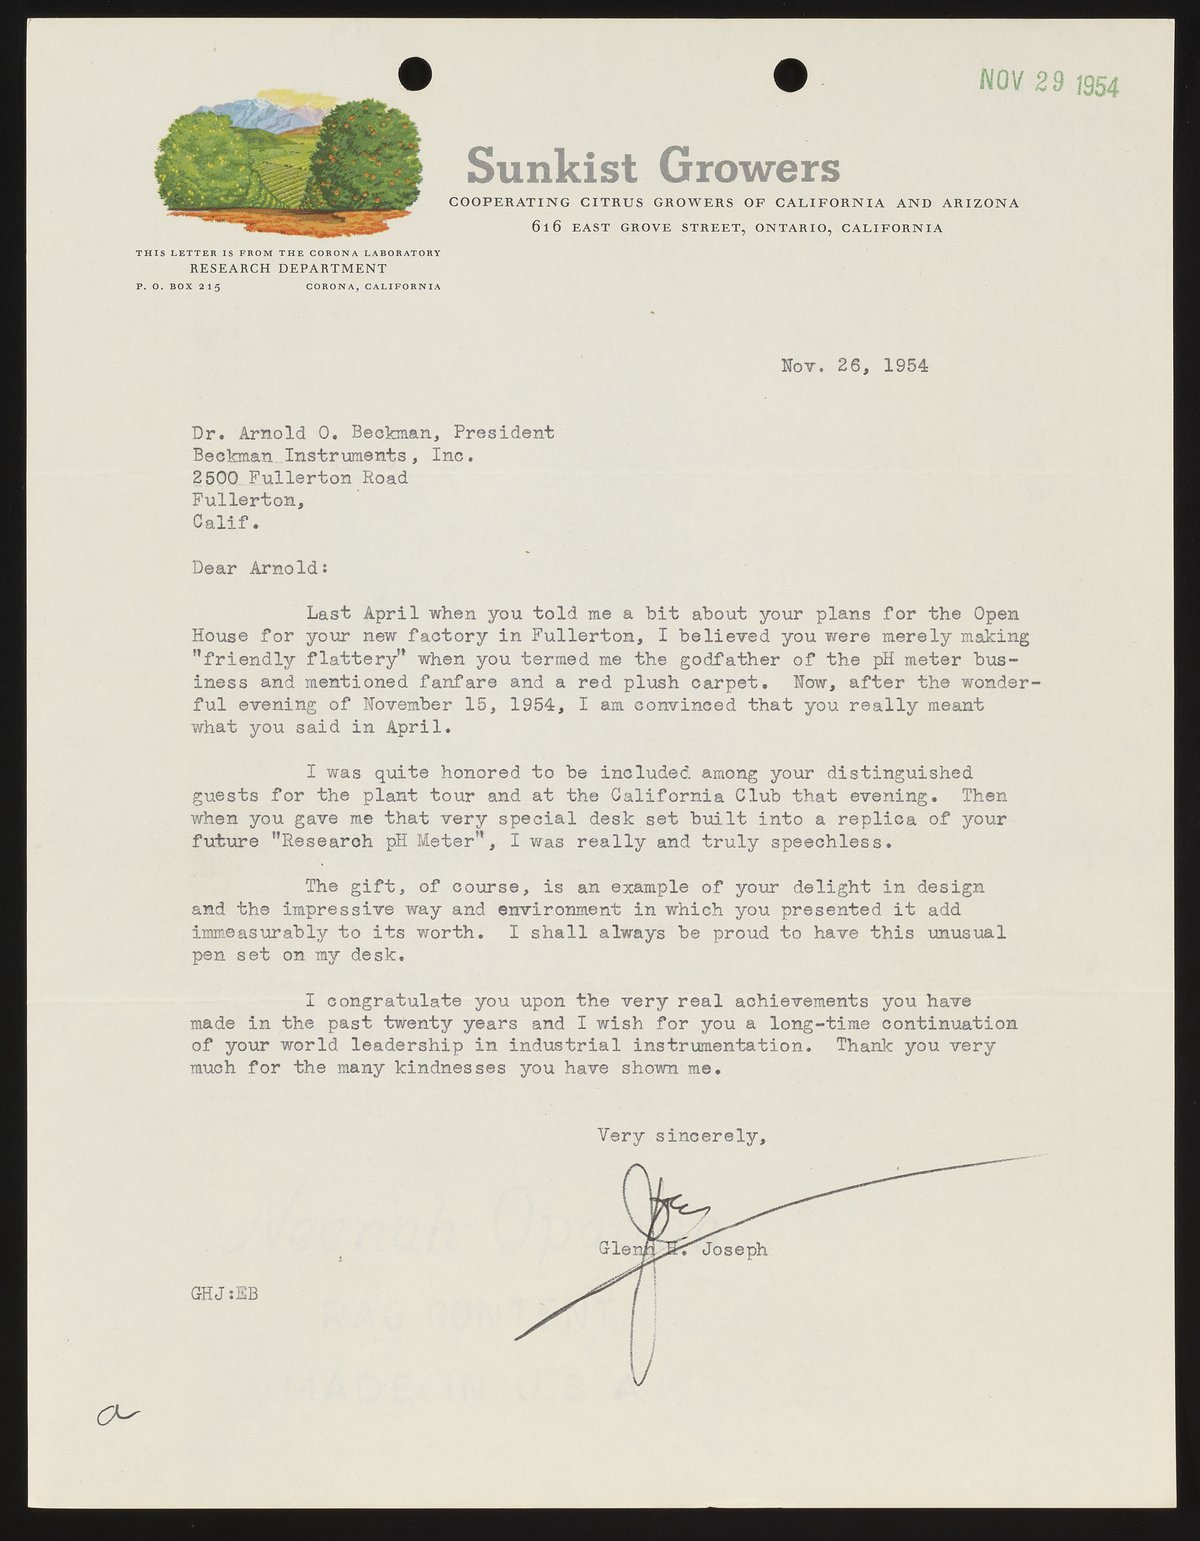 NOV 29 1954
Sunkist Growers
COOPERATING CITRUS GROWERS OF CALIFORNIA AND ARIZONA
616 EAST GROVE STREET, ONTARIO, CALIFORNIA
THIS LETTER IS FROM THE CORONA LABORATORY
RESEARCH DEPARTMENT
P. O. BOX 215 CORONA, CALIFORNIA
Nov. 26, 1954
Dr. Arnold O. Beckman, President
Beckman Instruments, Inc.
2500 Fullerton Road
Fullerton,
Calif.
Dear Arnold:
Last April when you told me a bit about your plans for the Open
House for your new factory in Fullerton, I believed you were merely making
"friendly flattery" when you termed me the godfather of the pH meter bus-
iness and mentioned fanfare and a red plush carpet. Now, after the wonder-
ful evening of November 15, 1954, I am convinced that you really meant
what you said in April.
I was quite honored to be included among your distinguished
guests for the plant tour and at the California Club that evening. Then
when you gave me that very special desk set built into a replica of your
future "Research pH Meter", I was really and truly speechless.
The gift, of course, is an example of your delight in design
and the impressive way and environment in which you presented it add
immeasurably to its worth. I shall always be proud to have this unusual
pen set on my desk.
I congratulate you upon the very real achievements you have
made in the past twenty years and I wish for you a long-time continuation
of your world leadership in industrial instrumentation. Thank you very
much for the many kindnesses you have shown me.
Very sincerely,
Joe
Glenn H. Joseph
GHJ:EB
RAG CONTENT
MADE IN U S A
a